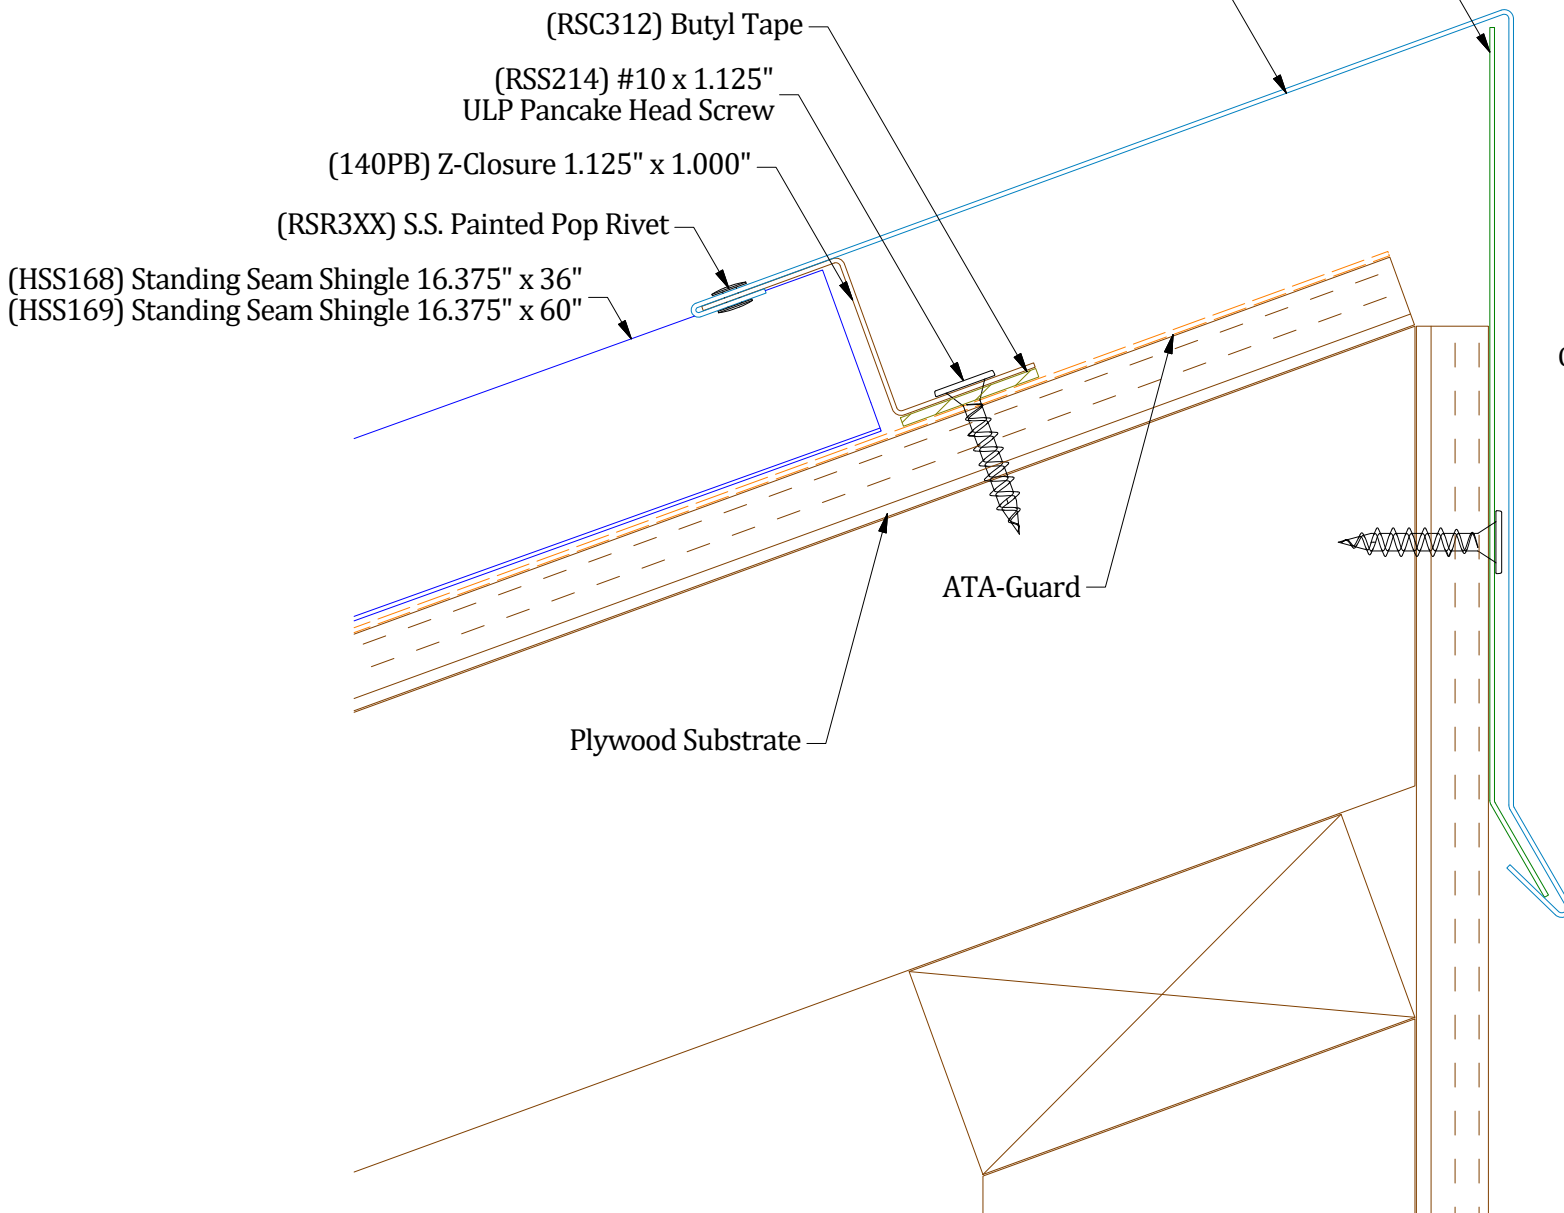 (RSC312) Butyl Tape
(RSS214) #10 x 1.125"
ULP Pancake Head Screw
(140PB) Z-Closure 1.125" x 1.000"
(RSR3XX) S.S. Painted Pop Rivet
(HSS168) Standing Seam Shingle 16.375" x 36"
(HSS169) Standing Seam Shingle 16.375" x 60"
ATA-Guard
Plywood Substrate